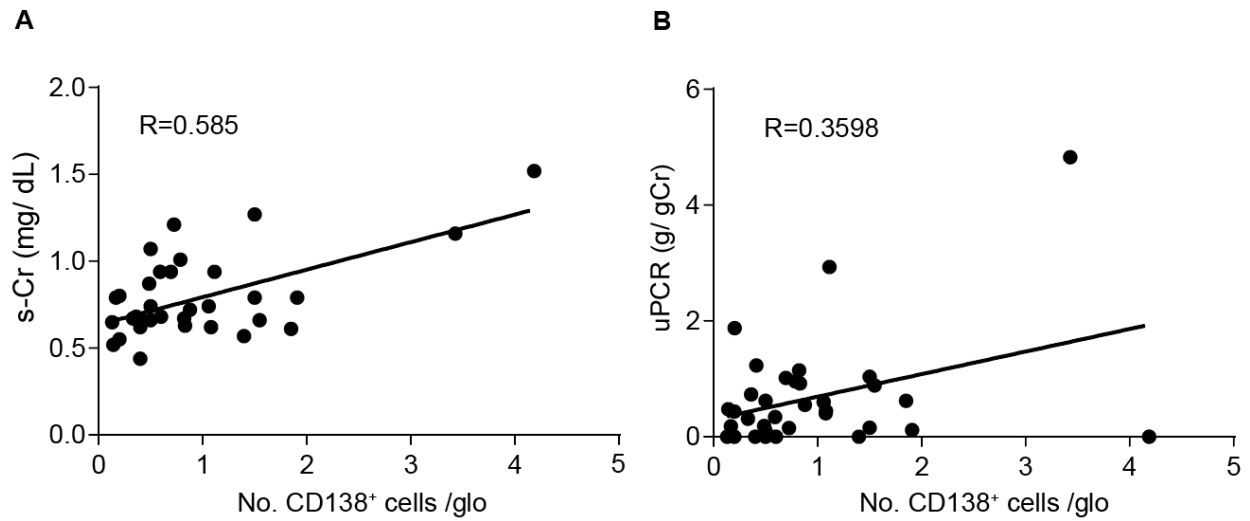 A
R=0.585
s-Cr (mg/ dL)
2.0
1.5
1.0
0.5
0.0
0 1 2 3 4 5
No. CD138⁺ cells /glo
B
R=0.3598
uPCR (g/ gCr)
6
4
2
0
0 1 2 3 4 5
No. CD138⁺ cells /glo